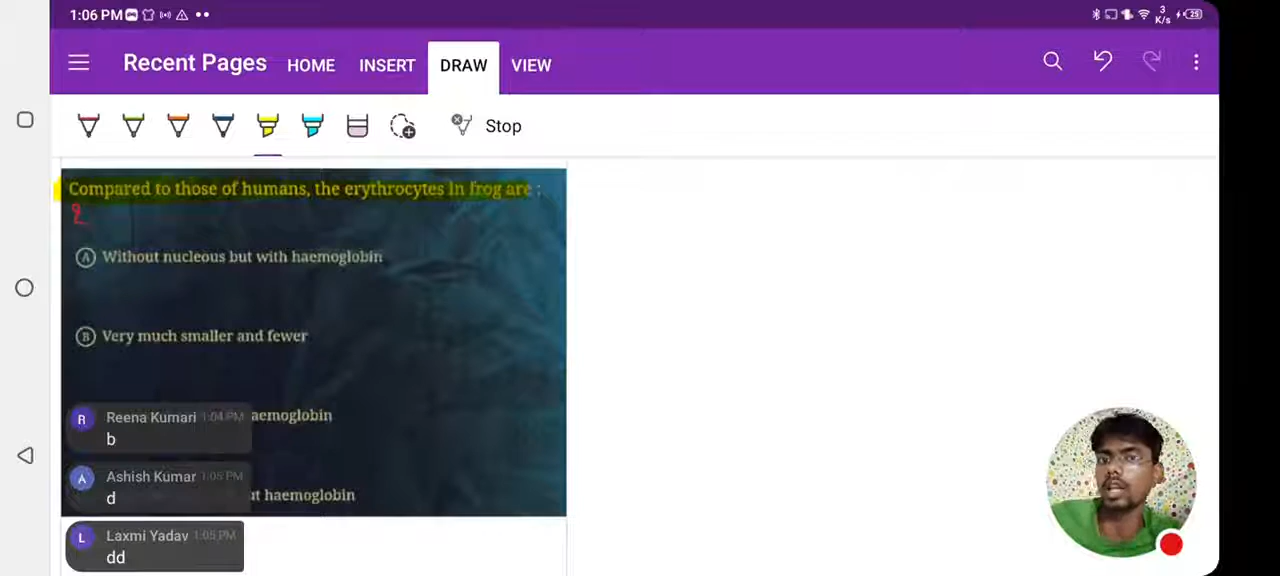 1:06 PM
3
K/s
25
Recent Pages HOME INSERT DRAW VIEW
Stop
Compared to those of humans, the erythrocytes in frog are :
A Without nucleous but with haemoglobin
B Very much smaller and fewer
R Reena Kumari 1:04 PM aemoglobin
b
A Ashish Kumar 1:05 PM
d ut haemoglobin
L Laxmi Yadav 1:05 PM
dd